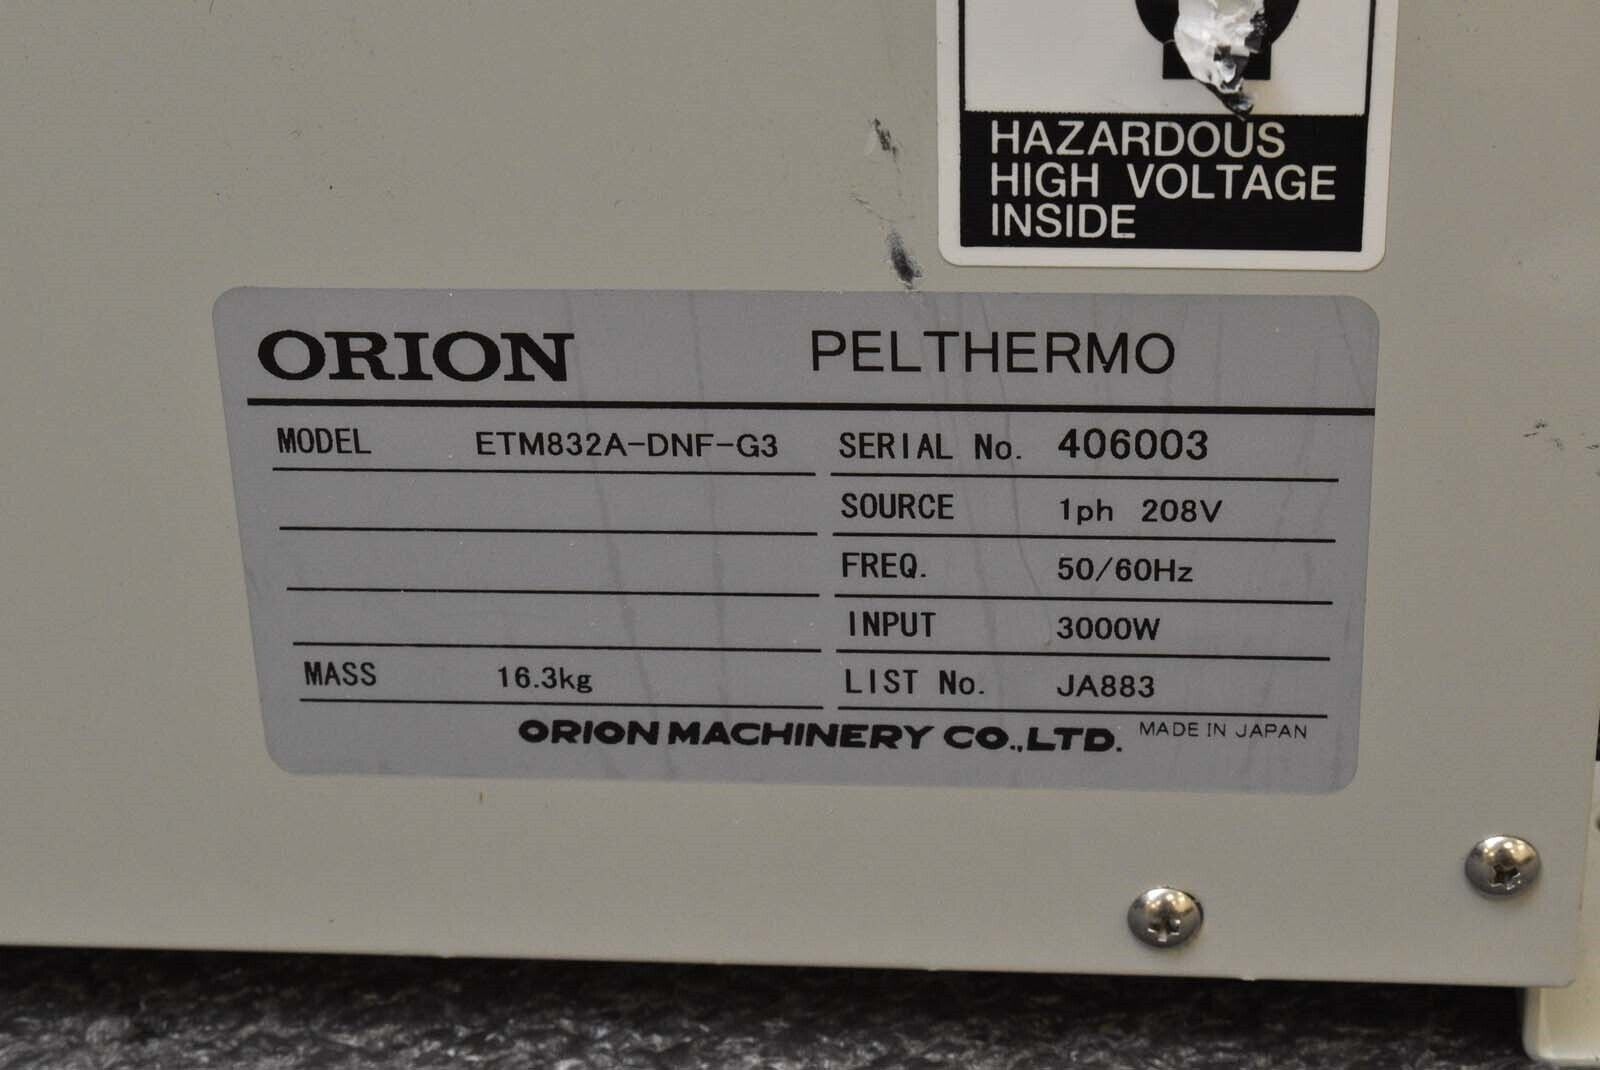 HAZARDOUS
HIGH VOLTAGE
INSIDE
ORION PELTHERMO
MODEL ETM832A-DNF-G3 SERIAL No. 406003
SOURCE 1ph 208V
FREQ. 50/60Hz
INPUT 3000W
MASS 16.3kg LIST No. JA883
ORION MACHINERY CO.,LTD. MADE IN JAPAN